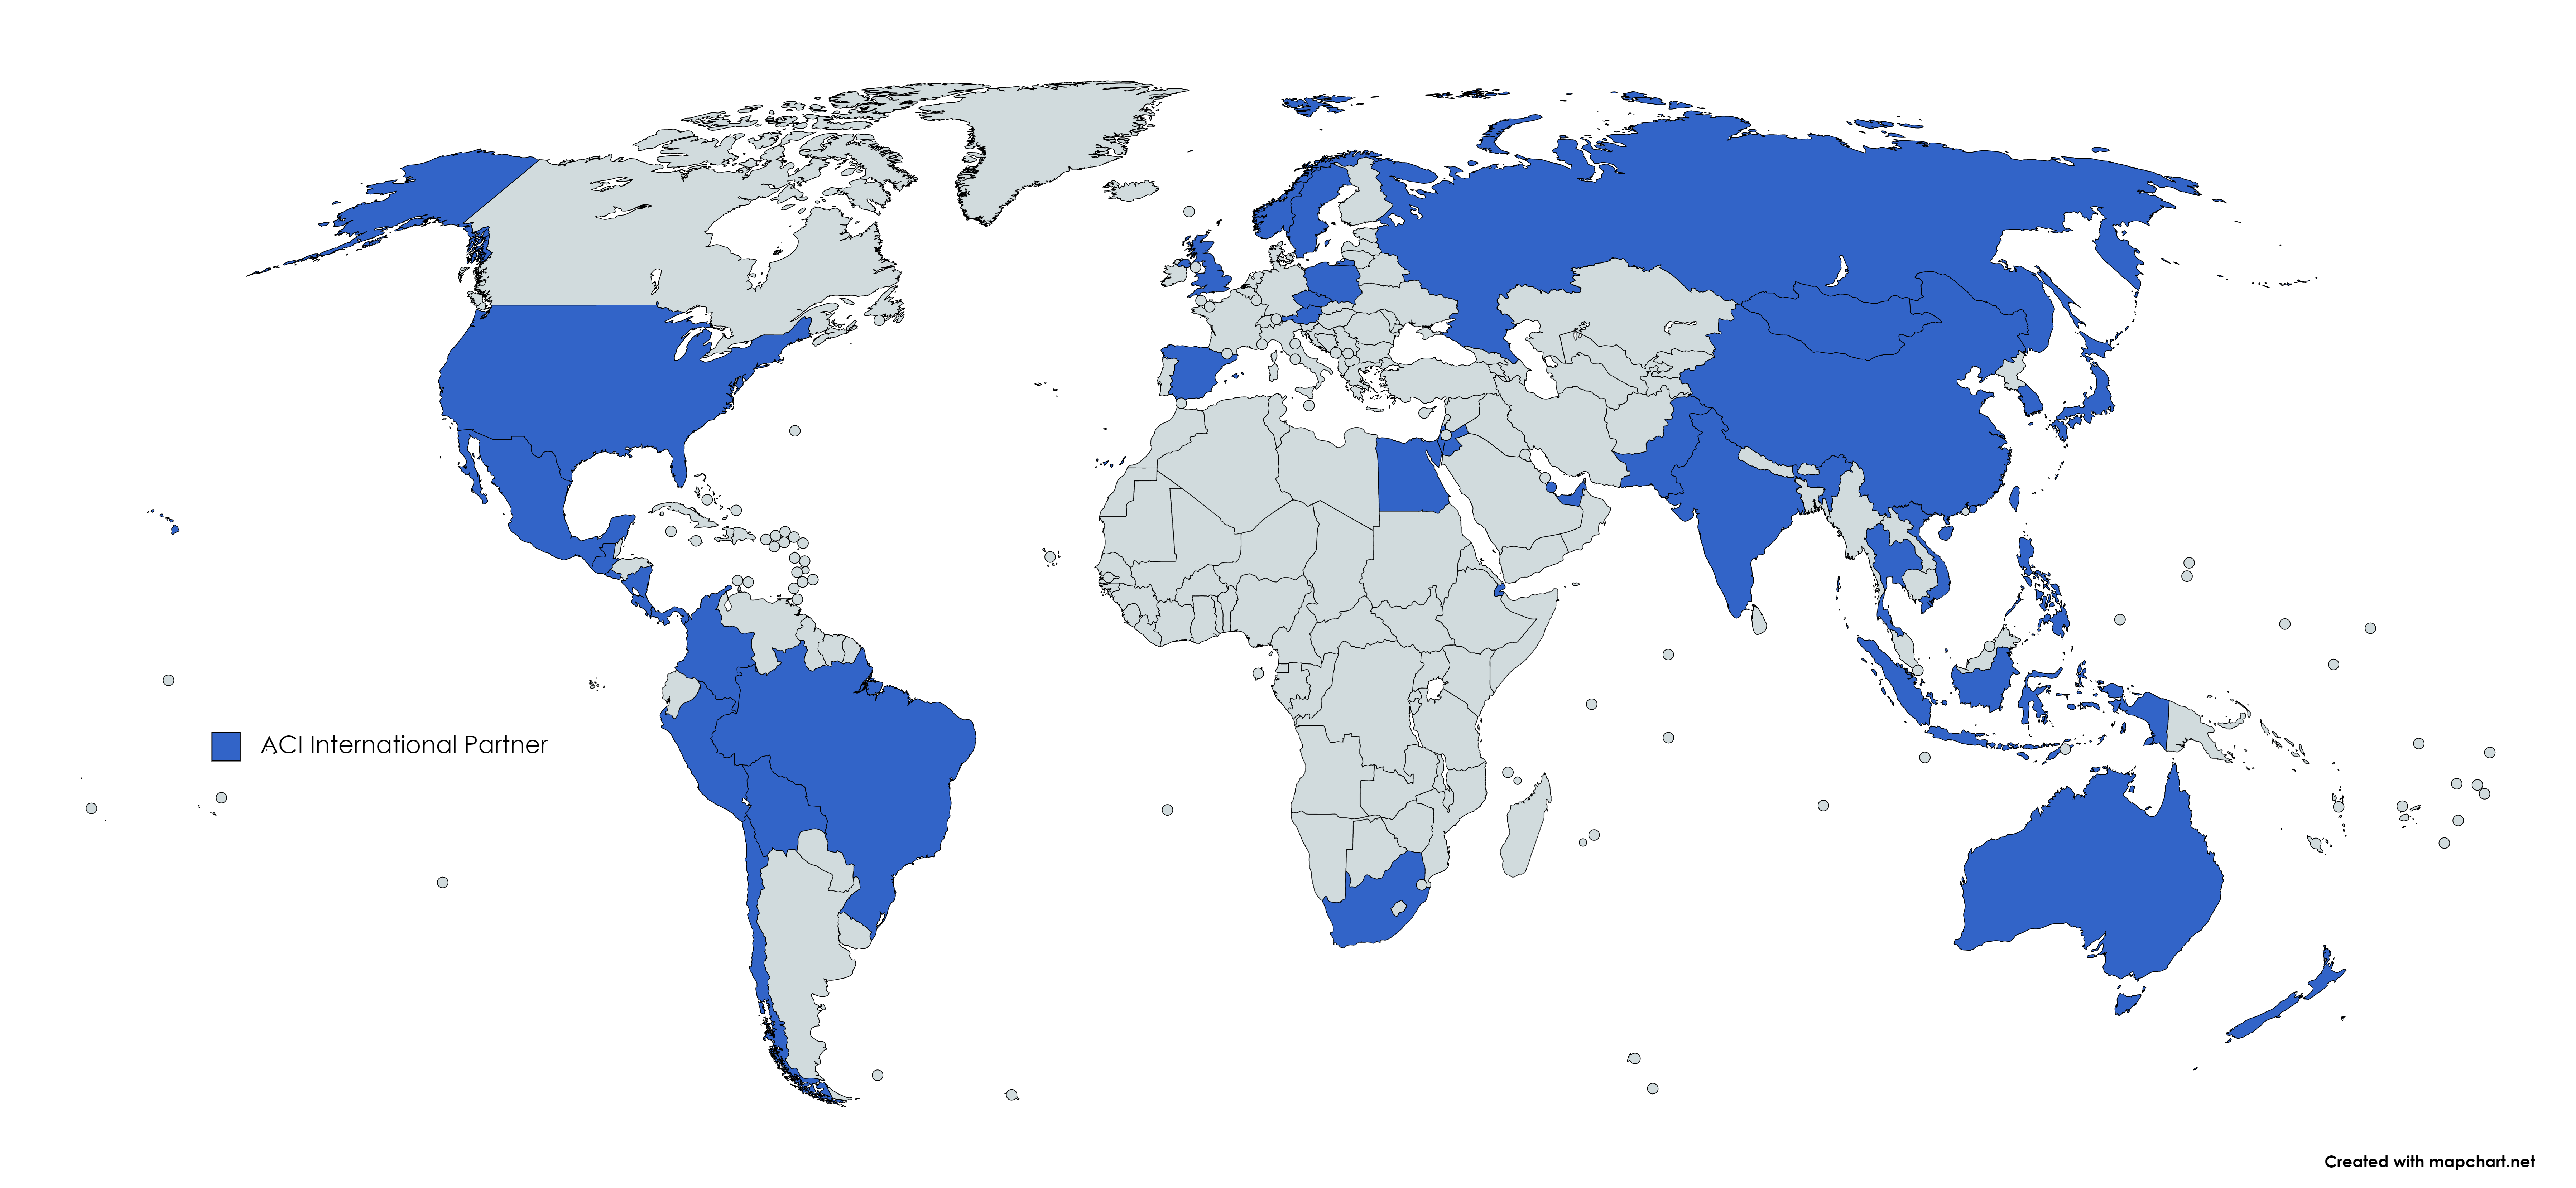 ACI International Partner
Created with mapchart.net